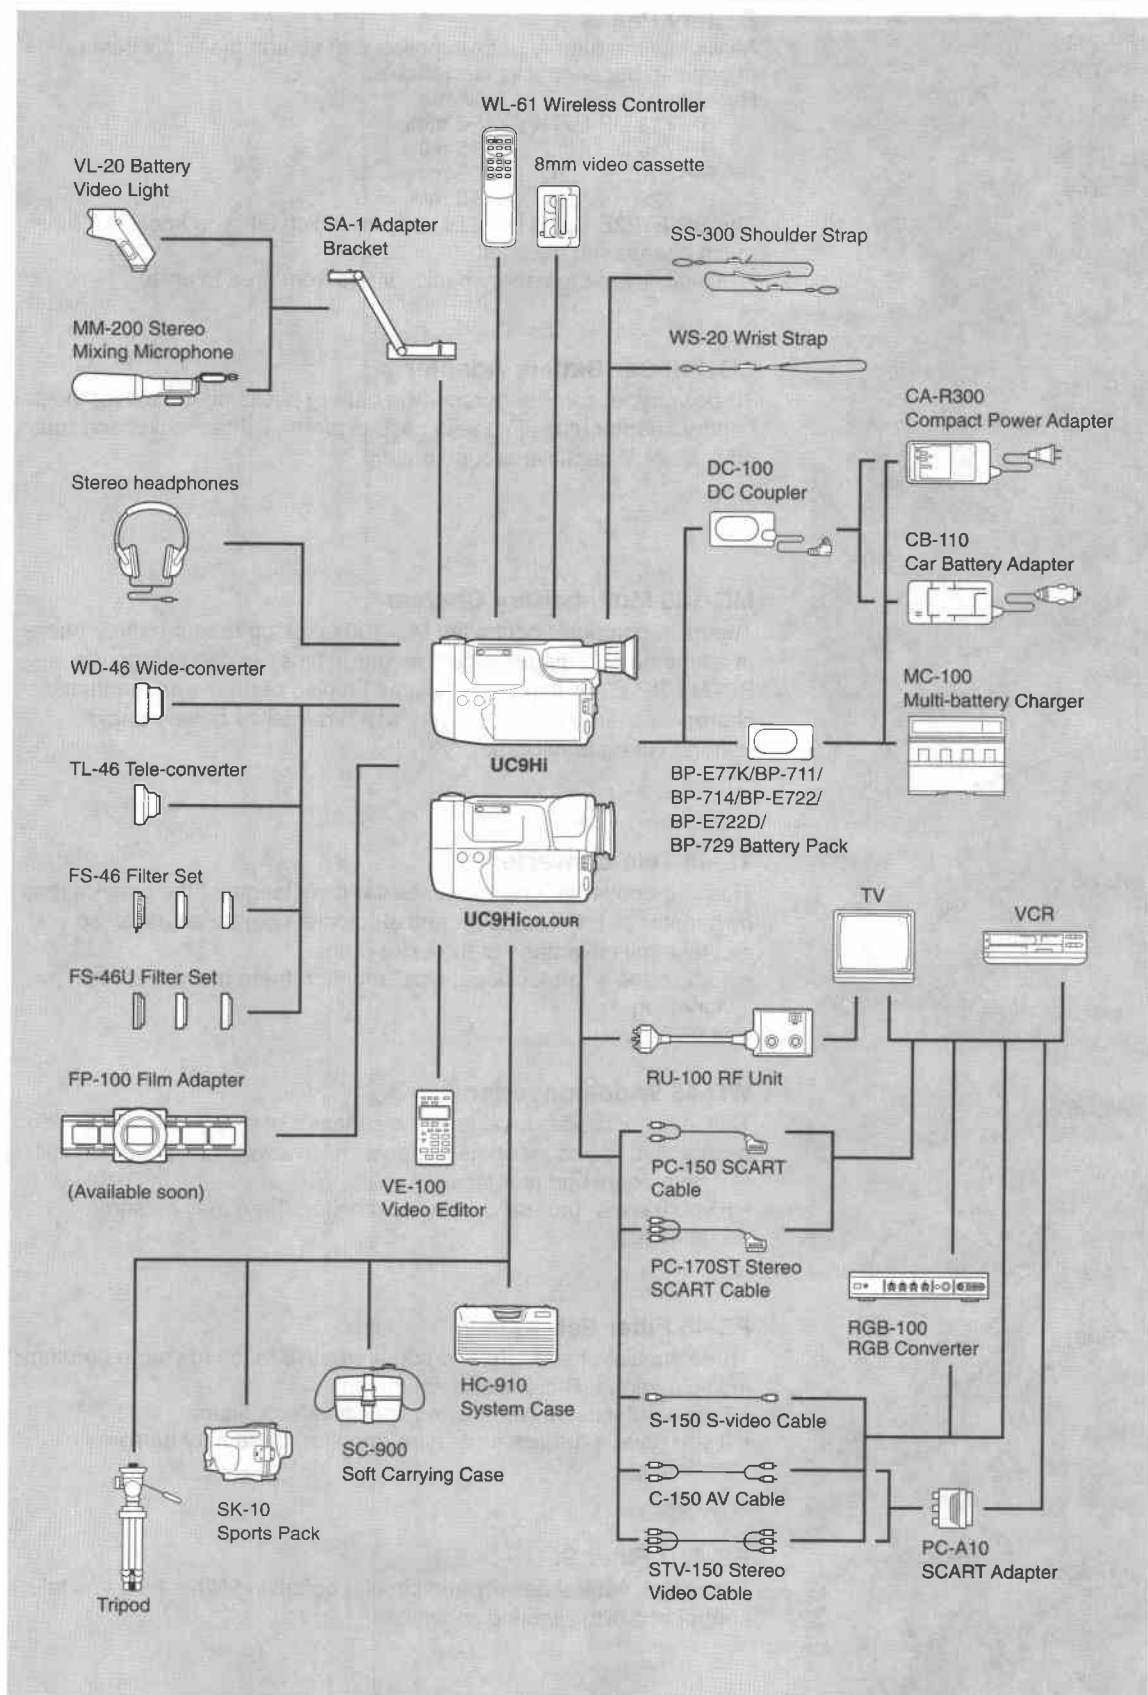 WL-61 Wireless Controller
VL-20 Battery
Video Light
8mm video cassette
SA-1 Adapter
Bracket
SS-300 Shoulder Strap
MM-200 Stereo
Mixing Microphone
WS-20 Wrist Strap
CA-R300
Compact Power Adapter
Stereo headphones
DC-100
DC Coupler
CB-110
Car Battery Adapter
WD-46 Wide-converter
MC-100
Multi-battery Charger
UC9Hi
TL-46 Tele-converter
BP-E77K/BP-711/
BP-714/BP-E722/
BP-E722D/
BP-729 Battery Pack
FS-46 Filter Set
UC9HiCOLOUR
TV
VCR
FS-46U Filter Set
RU-100 RF Unit
FP-100 Film Adapter
(Available soon)
VE-100
Video Editor
PC-150 SCART
Cable
PC-170ST Stereo
SCART Cable
RGB-100
RGB Converter
HC-910
System Case
S-150 S-video Cable
SC-900
Soft Carrying Case
C-150 AV Cable
SK-10
Sports Pack
PC-A10
SCART Adapter
STV-150 Stereo
Video Cable
Tripod